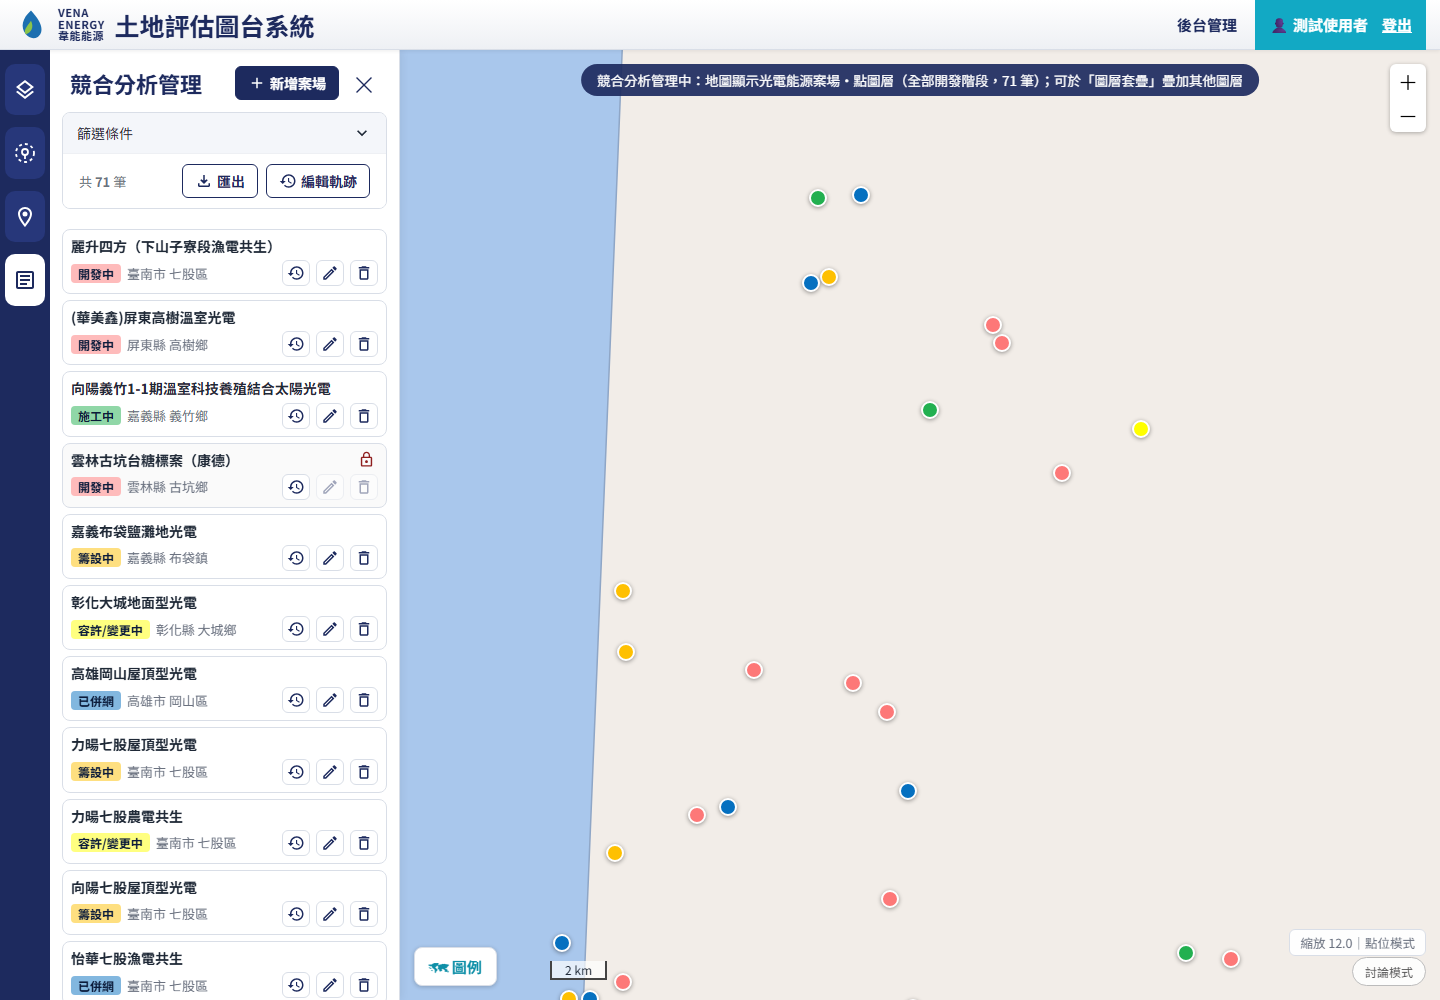 VENA
ENERGY
韋能能源
土地評估圖台系統
後台管理
測試使用者
登出
競合分析管理
新增案場
競合分析管理中：地圖顯示光電能源案場・點圖層（全部開發階段，71 筆）；可於「圖層套疊」疊加其他圖層
篩選條件
共 71 筆
匯出
編輯軌跡
麗升四方（下山子寮段漁電共生）
開發中 臺南市 七股區
(華美鑫)屏東高樹溫室光電
開發中 屏東縣 高樹鄉
向陽義竹1-1期溫室科技養殖結合太陽光電
施工中 嘉義縣 義竹鄉
雲林古坑台糖標案（康德）
開發中 雲林縣 古坑鄉
嘉義布袋鹽灘地光電
籌設中 嘉義縣 布袋鎮
彰化大城地面型光電
容許/變更中 彰化縣 大城鄉
高雄岡山屋頂型光電
已併網 高雄市 岡山區
力暘七股屋頂型光電
籌設中 臺南市 七股區
力暘七股農電共生
容許/變更中 臺南市 七股區
向陽七股屋頂型光電
籌設中 臺南市 七股區
怡華七股漁電共生
已併網 臺南市 七股區
圖例
2 km
縮放 12.0｜點位模式
討論模式